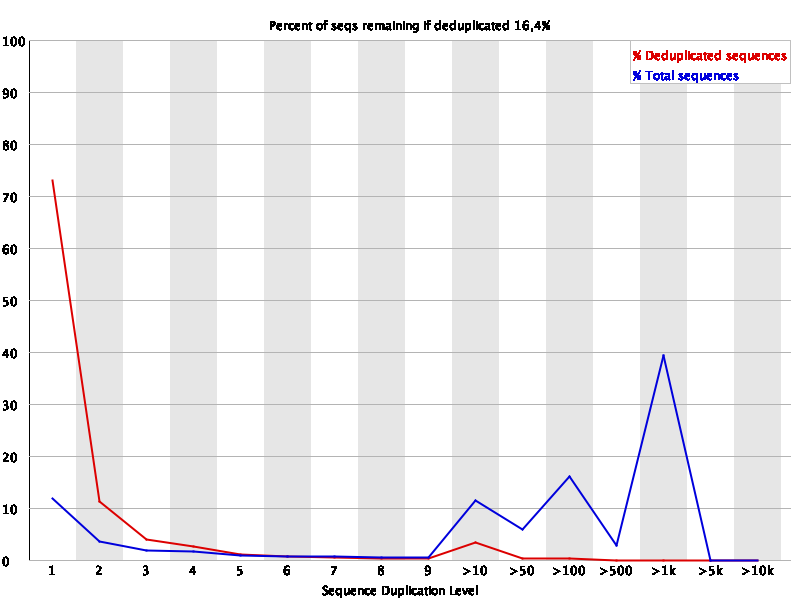 Percent of seqs remaining if deduplicated 16,4%
% Deduplicated sequences
% Total sequences
100
90
80
70
60
50
40
30
20
10
0
1 2 3 4 5 6 7 8 9 >10 >50 >100 >500 >1k >5k >10k
Sequence Duplication Level